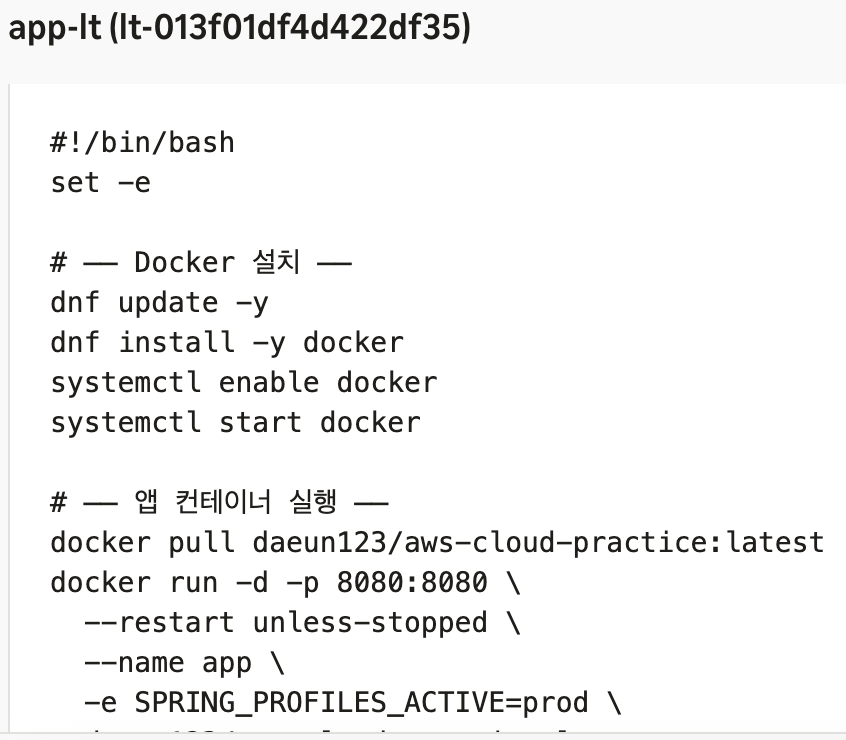 app-lt (lt-013f01df4d422df35)
#!/bin/bash
set -e
# —— Docker 설치 ——
dnf update -y
dnf install -y docker
systemctl enable docker
systemctl start docker
# —— 앱 컨테이너 실행 ——
docker pull daeun123/aws-cloud-practice:latest
docker run -d -p 8080:8080 \
--restart unless-stopped \
--name app \
-e SPRING_PROFILES_ACTIVE=prod \